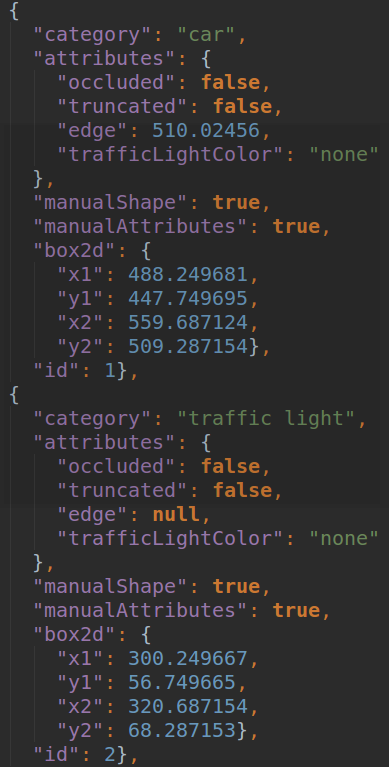 {
  "category": "car",
  "attributes": {
    "occluded": false,
    "truncated": false,
    "edge": 510.02456,
    "trafficLightColor": "none"
  },
  "manualShape": true,
  "manualAttributes": true,
  "box2d": {
    "x1": 488.249681,
    "y1": 447.749695,
    "x2": 559.687124,
    "y2": 509.287154},
  "id": 1},
{
  "category": "traffic light",
  "attributes": {
    "occluded": false,
    "truncated": false,
    "edge": null,
    "trafficLightColor": "none"
  },
  "manualShape": true,
  "manualAttributes": true,
  "box2d": {
    "x1": 300.249667,
    "y1": 56.749665,
    "x2": 320.687154,
    "y2": 68.287153},
  "id": 2},